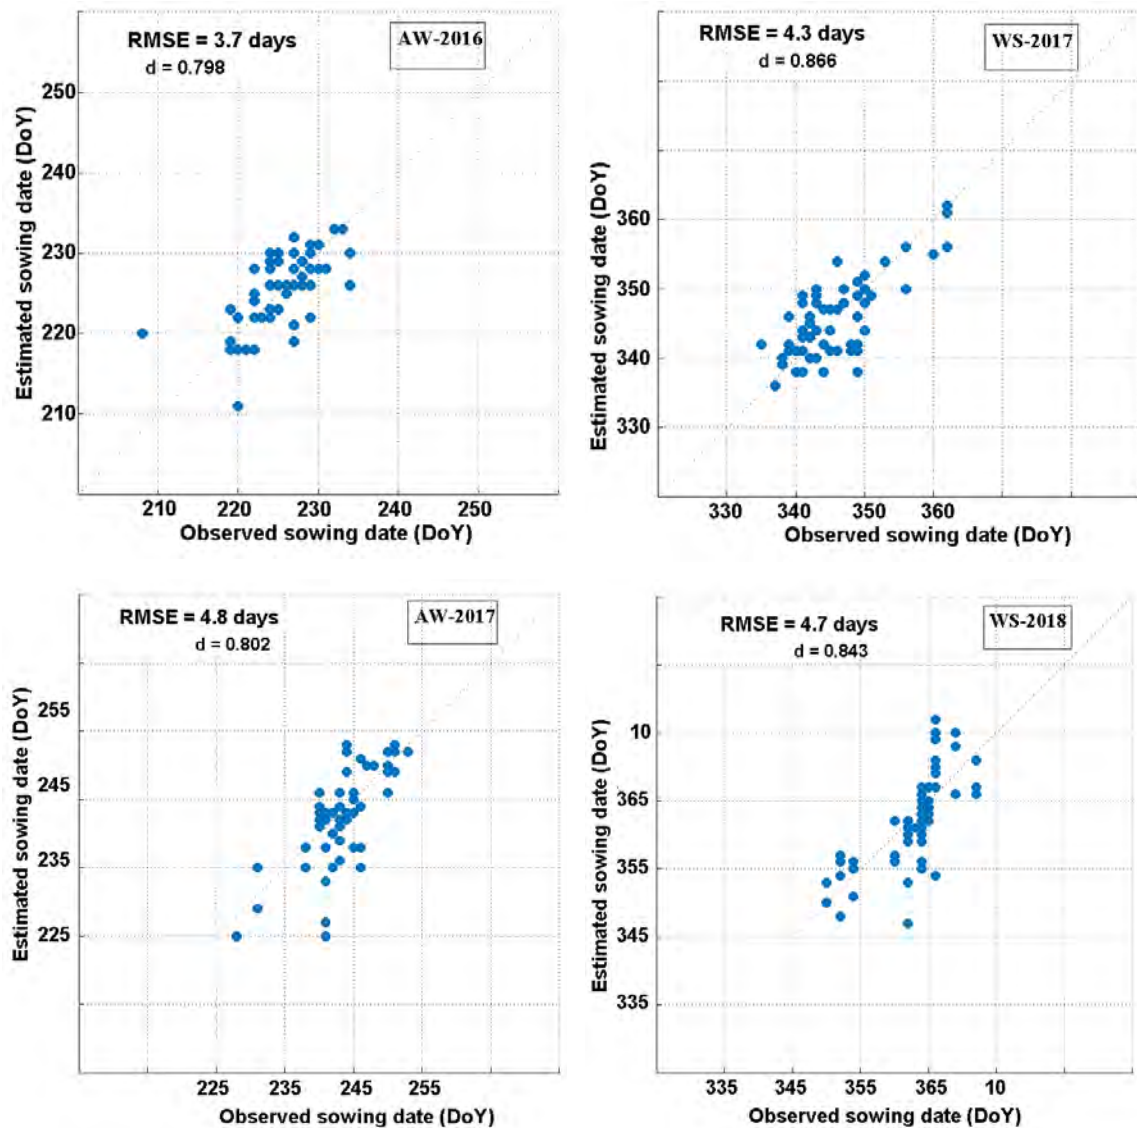 RMSE = 3.7 days
d = 0.798
AW-2016
Estimated sowing date (DoY)
250
240
230
220
210
210 220 230 240 250
Observed sowing date (DoY)
RMSE = 4.3 days
d = 0.866
WS-2017
Estimated sowing date (DoY)
360
350
340
330
330 340 350 360
Observed sowing date (DoY)
RMSE = 4.8 days
d = 0.802
AW-2017
Estimated sowing date (DoY)
255
245
235
225
225 235 245 255
Observed sowing date (DoY)
RMSE = 4.7 days
d = 0.843
WS-2018
Estimated sowing date (DoY)
10
365
355
345
335
335 345 355 365 10
Observed sowing date (DoY)